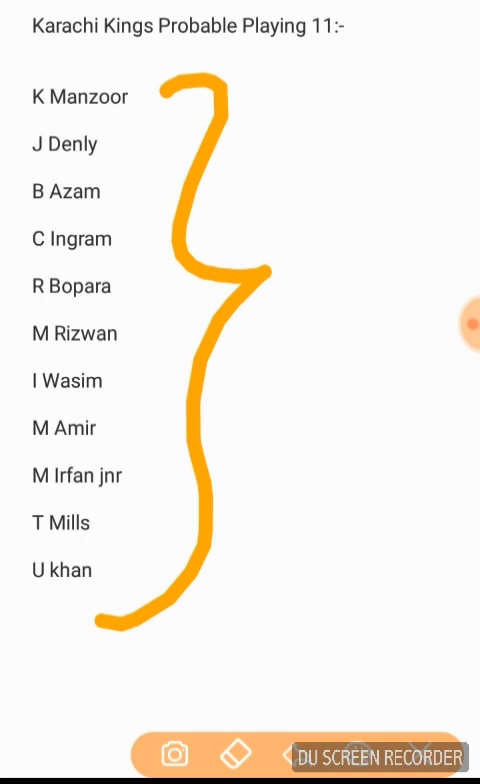 Karachi Kings Probable Playing 11:-
K Manzoor
J Denly
B Azam
C Ingram
R Bopara
M Rizwan
I Wasim
M Amir
M Irfan jnr
T Mills
U khan
DU SCREEN RECORDER